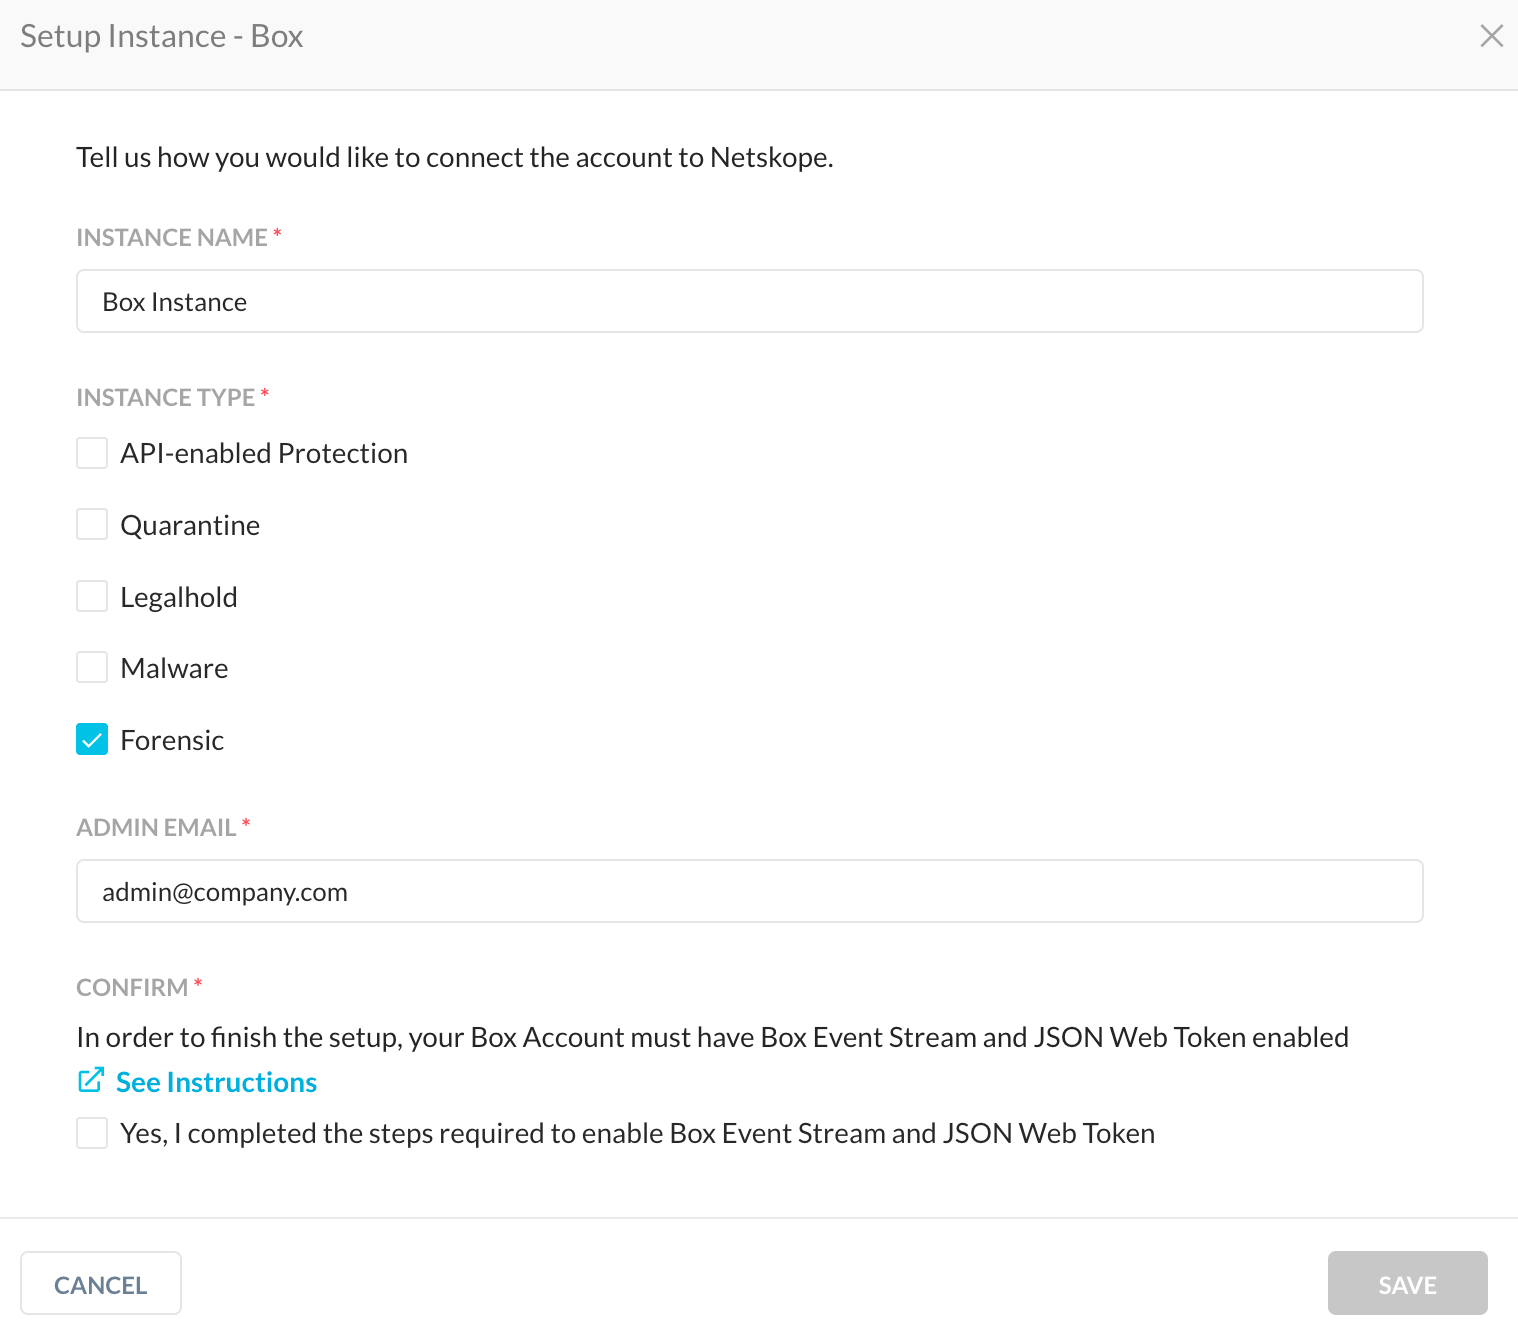 Setup Instance - Box
Tell us how you would like to connect the account to Netskope.
INSTANCE NAME *
Box Instance
INSTANCE TYPE *
API-enabled Protection
Quarantine
Legalhold
Malware
Forensic
ADMIN EMAIL *
admin@company.com
CONFIRM *
In order to finish the setup, your Box Account must have Box Event Stream and JSON Web Token enabled
See Instructions
Yes, I completed the steps required to enable Box Event Stream and JSON Web Token
CANCEL
SAVE